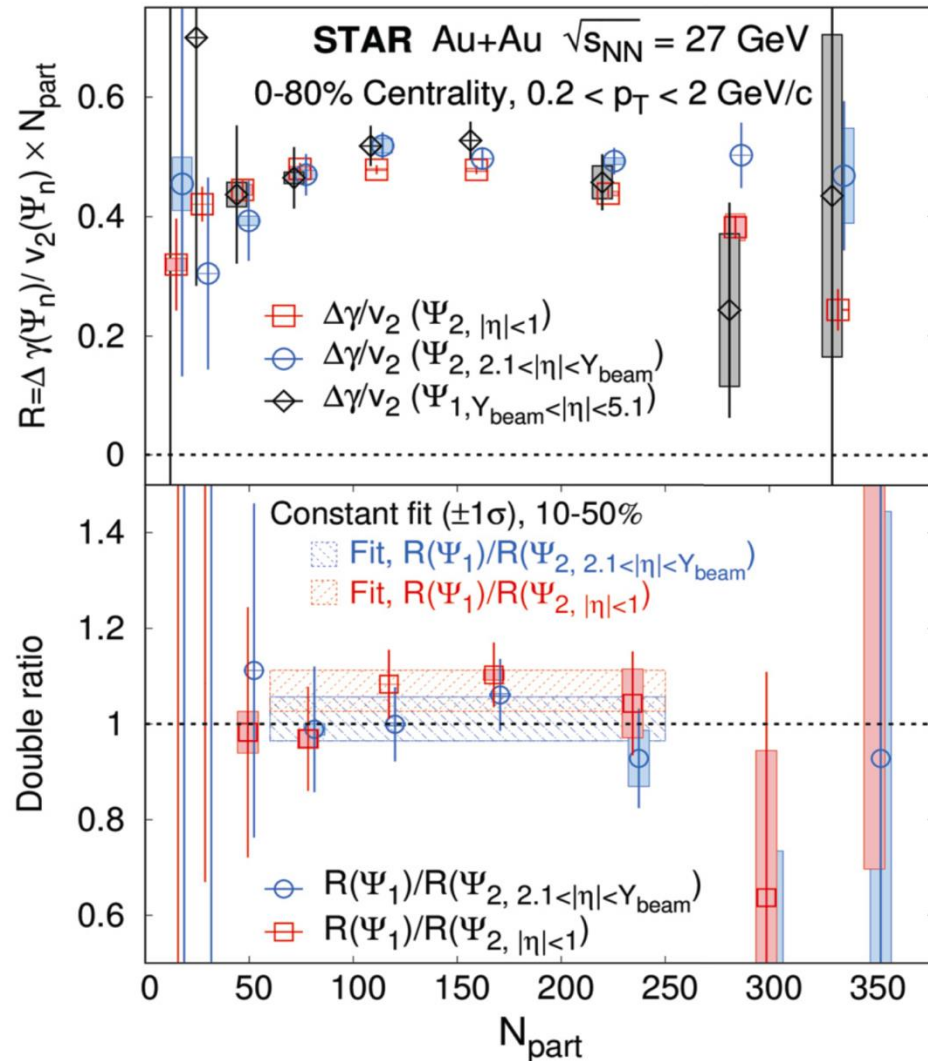 STAR Au+Au √sNN = 27 GeV
0-80% Centrality, 0.2 < pT < 2 GeV/c
R=Δ γ(Ψn)/ v2(Ψn) × Npart
0.6
0.4
0.2
0
Δγ/v2 (Ψ2, |η|<1)
Δγ/v2 (Ψ2, 2.1<|η|<Ybeam)
Δγ/v2 (Ψ1,Ybeam<|η|<5.1)
Constant fit (±1σ), 10-50%
Fit, R(Ψ1)/R(Ψ2, 2.1<|η|<Ybeam)
Fit, R(Ψ1)/R(Ψ2, |η|<1)
Double ratio
1.4
1.2
1
0.8
0.6
R(Ψ1)/R(Ψ2, 2.1<|η|<Ybeam)
R(Ψ1)/R(Ψ2, |η|<1)
0 50 100 150 200 250 300 350
Npart